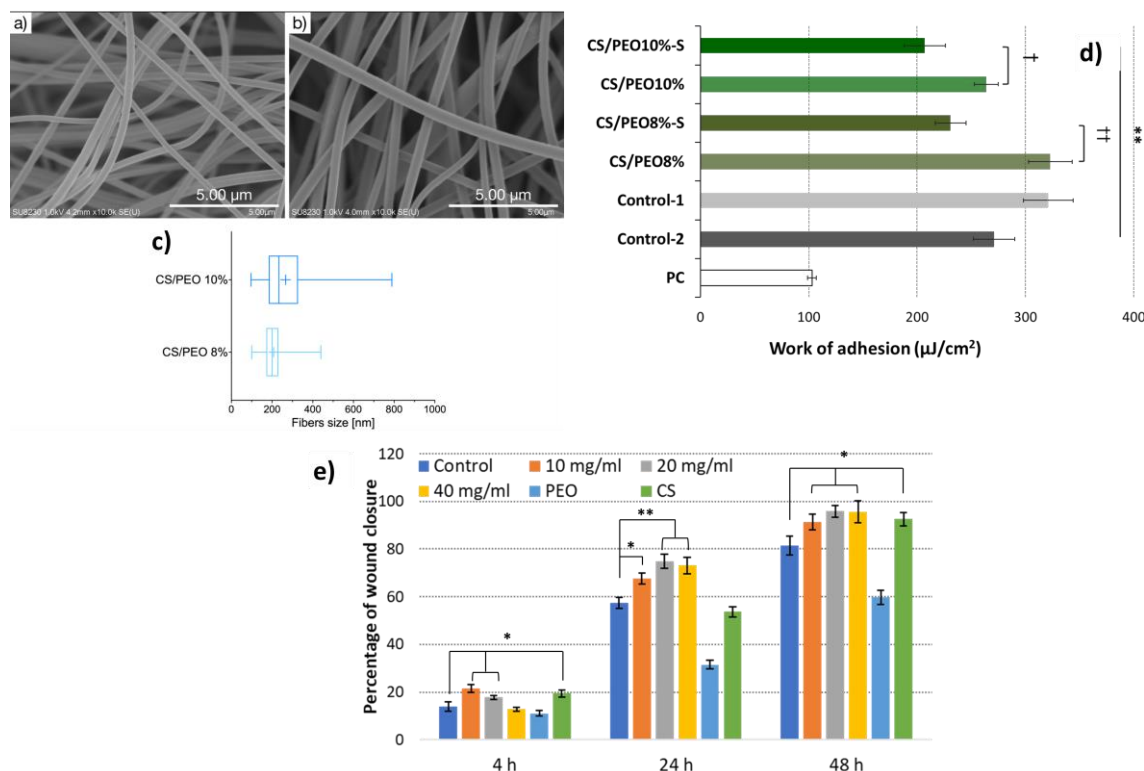 a)
5.00 µm
SU8230 1.0kV 4.2mm x10.0k SE(U)
5.00µm
b)
5.00 µm
SU8230 1.0kV 4.0mm x10.0k SE(U)
5.00µm
c)
CS/PEO 10%
CS/PEO 8%
0 200 400 600 800 1000
Fibers size [nm]
d)
CS/PEO10%-S
CS/PEO10%
CS/PEO8%-S
CS/PEO8%
Control-1
Control-2
PC
†
††
**
0 100 200 300 400
Work of adhesion (µJ/cm²)
e)
Percentage of wound closure
120
100
80
60
40
20
0
Control 10 mg/ml 20 mg/ml
40 mg/ml PEO CS
*
**
*
*
4 h 24 h 48 h